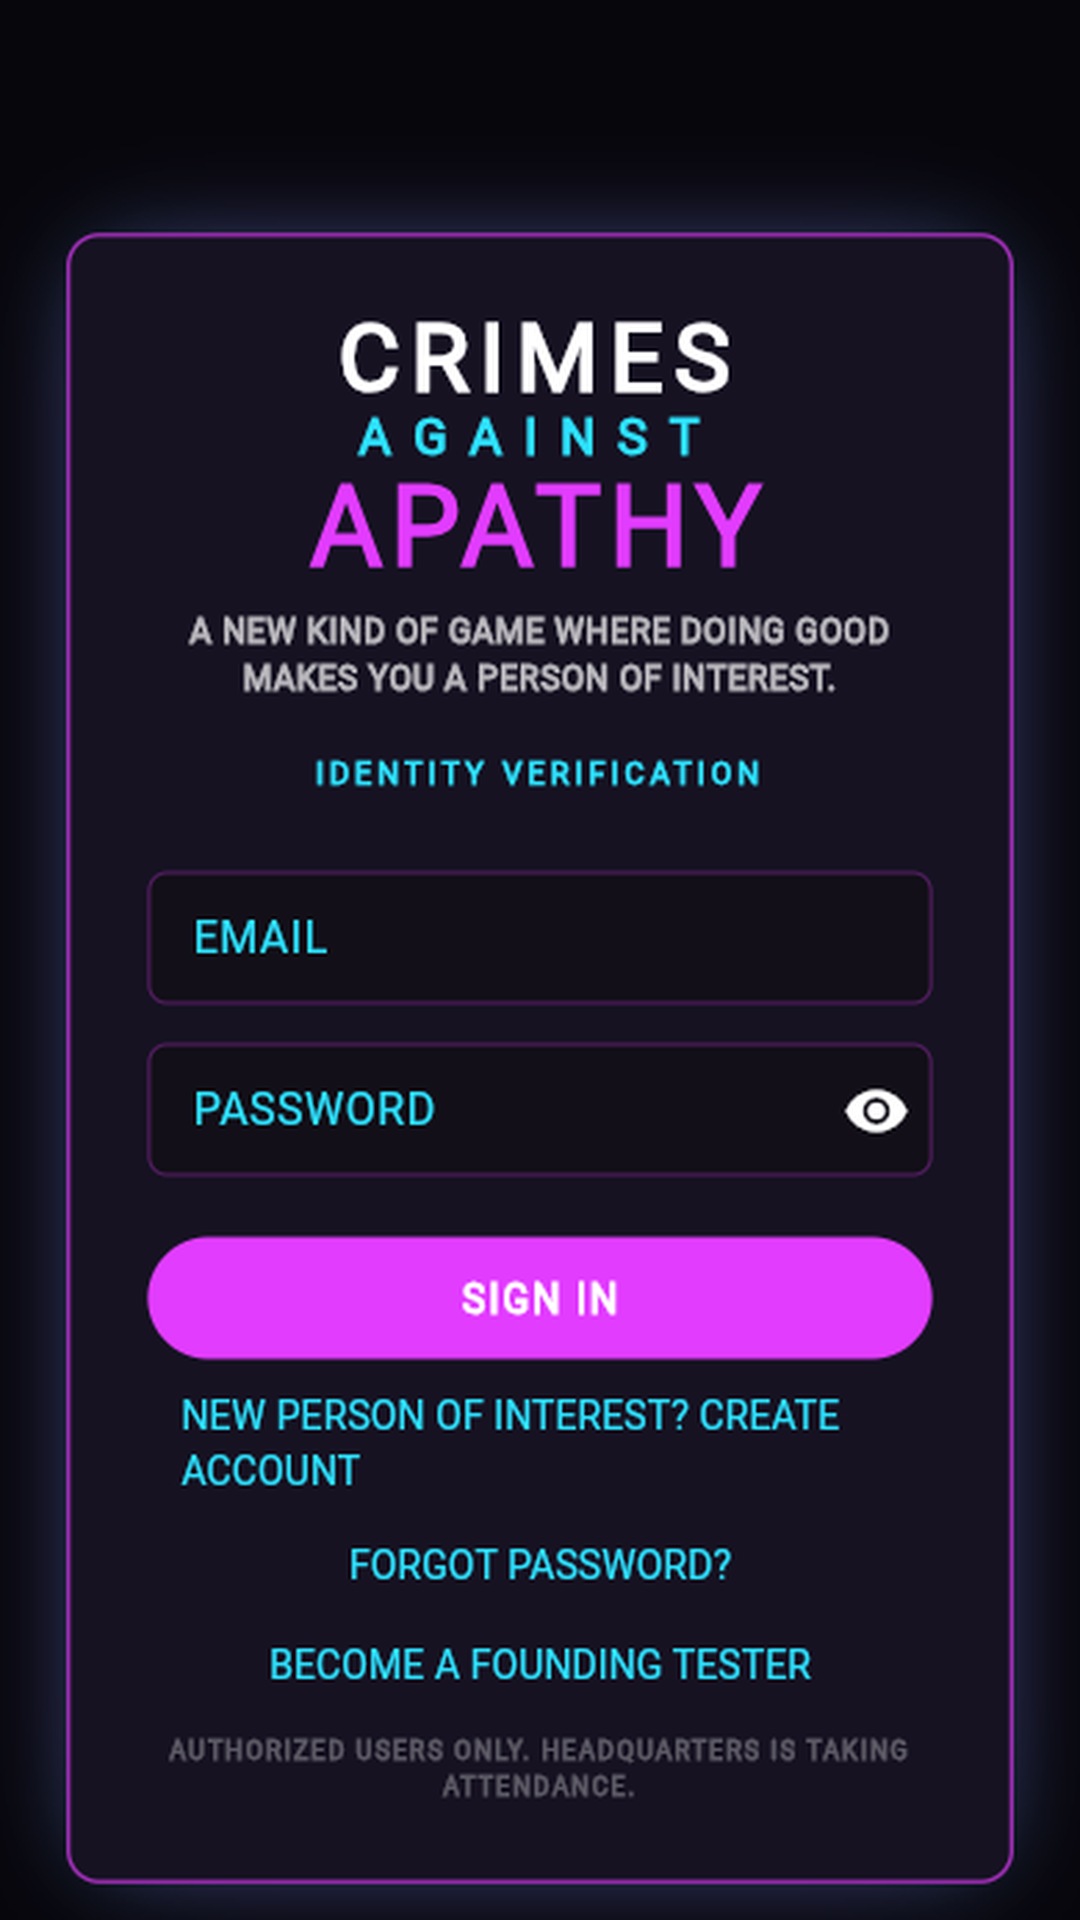 CRIMES
AGAINST
APATHY
A NEW KIND OF GAME WHERE DOING GOOD
MAKES YOU A PERSON OF INTEREST.
IDENTITY VERIFICATION
EMAIL
PASSWORD
SIGN IN
NEW PERSON OF INTEREST? CREATE
ACCOUNT
FORGOT PASSWORD?
BECOME A FOUNDING TESTER
AUTHORIZED USERS ONLY. HEADQUARTERS IS TAKING
ATTENDANCE.